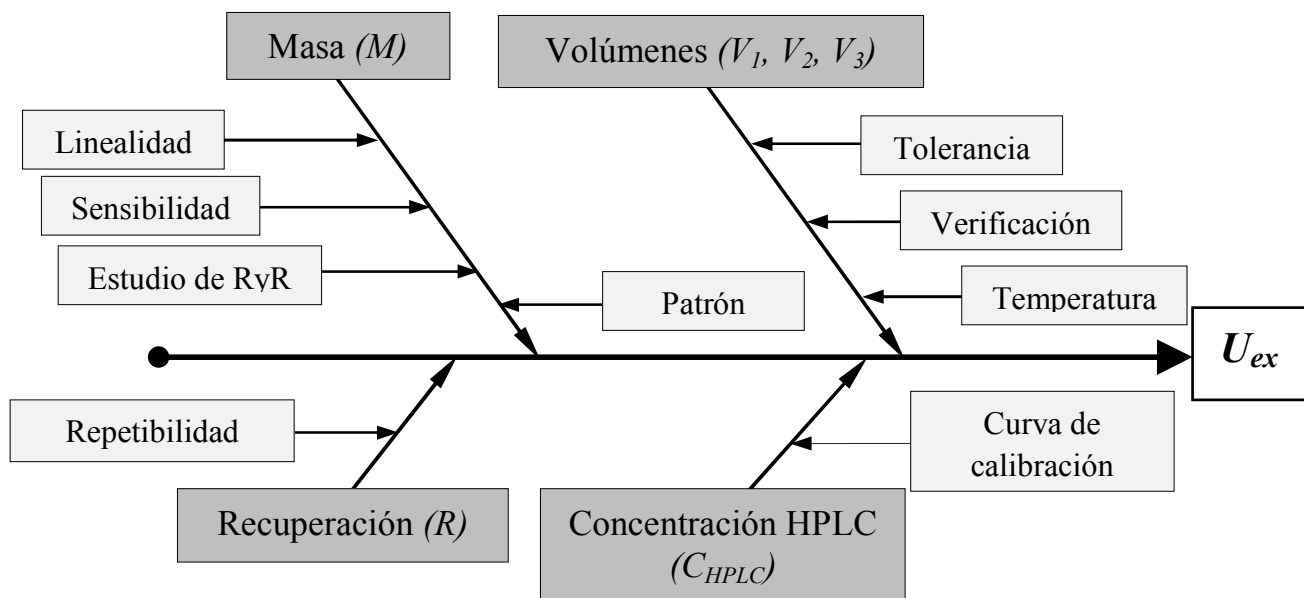 Masa (M)
Volúmenes (V1, V2, V3)
Linealidad
Tolerancia
Sensibilidad
Verificación
Estudio de RyR
Patrón
Temperatura
Uex
Repetibilidad
Curva de
calibración
Recuperación (R)
Concentración HPLC
(CHPLC)